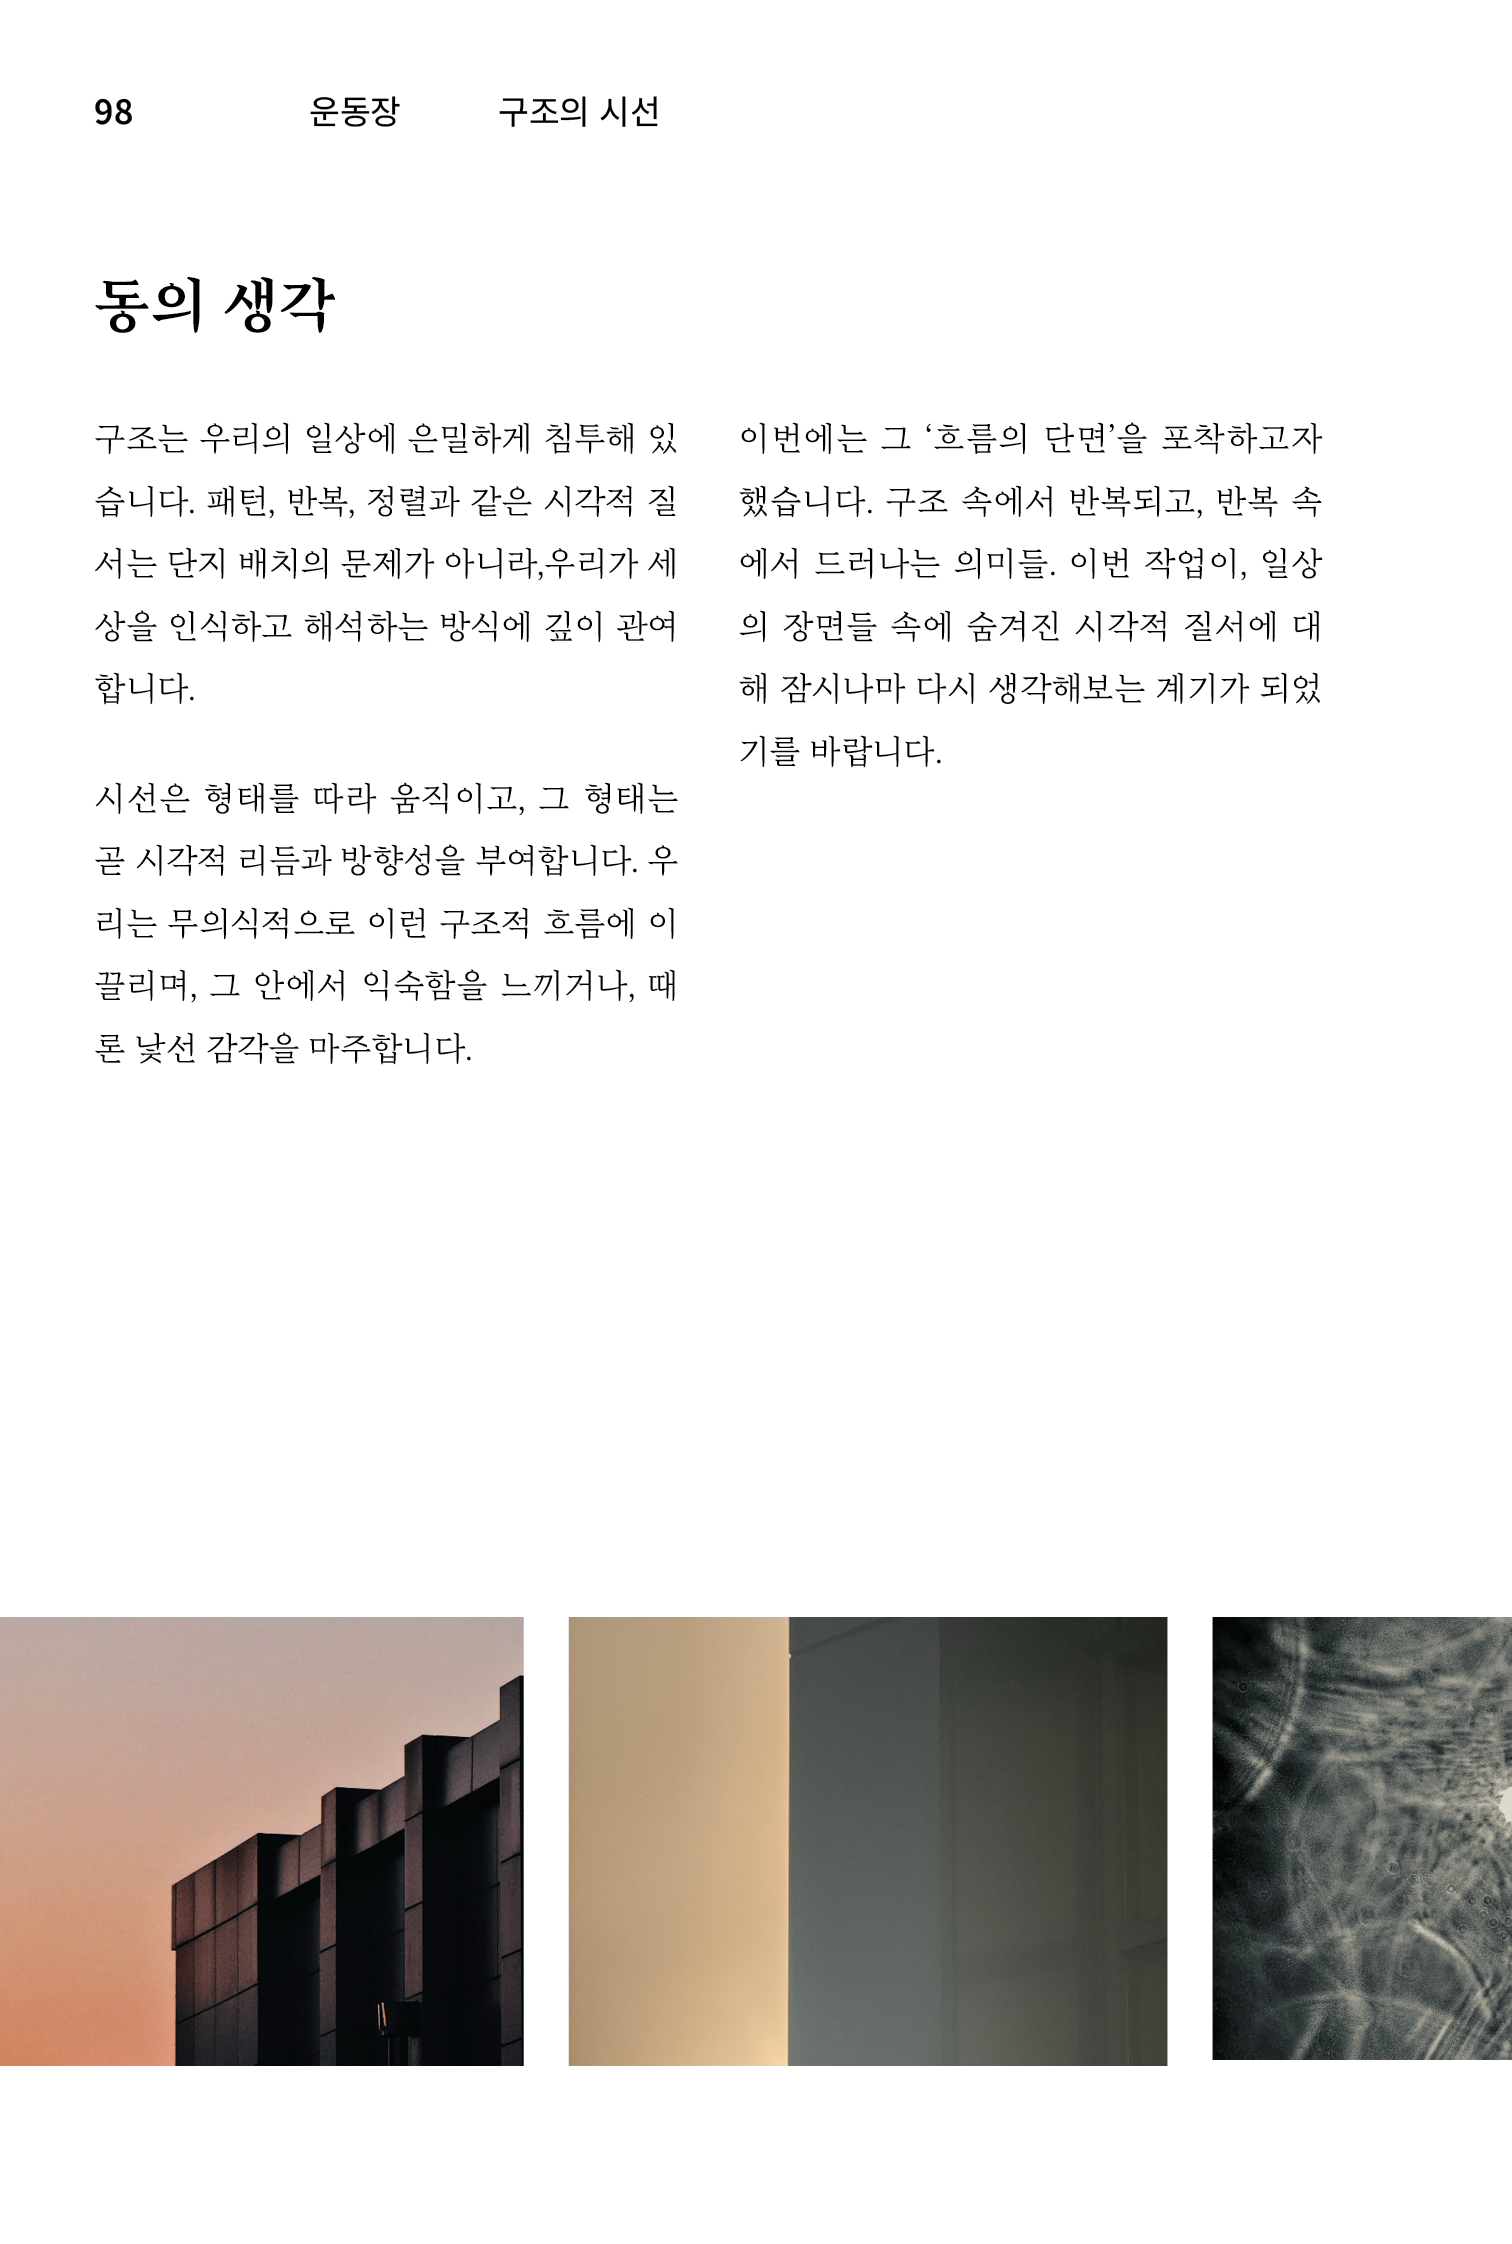 98 운동장 구조의 시선
동의 생각
구조는 우리의 일상에 은밀하게 침투해 있
습니다. 패턴, 반복, 정렬과 같은 시각적 질
서는 단지 배치의 문제가 아니라,우리가 세
상을 인식하고 해석하는 방식에 깊이 관여
합니다.
시선은 형태를 따라 움직이고, 그 형태는
곧 시각적 리듬과 방향성을 부여합니다. 우
리는 무의식적으로 이런 구조적 흐름에 이
끌리며, 그 안에서 익숙함을 느끼거나, 때
론 낯선 감각을 마주합니다.
이번에는 그 ‘흐름의 단면’을 포착하고자
했습니다. 구조 속에서 반복되고, 반복 속
에서 드러나는 의미들. 이번 작업이, 일상
의 장면들 속에 숨겨진 시각적 질서에 대
해 잠시나마 다시 생각해보는 계기가 되었
기를 바랍니다.